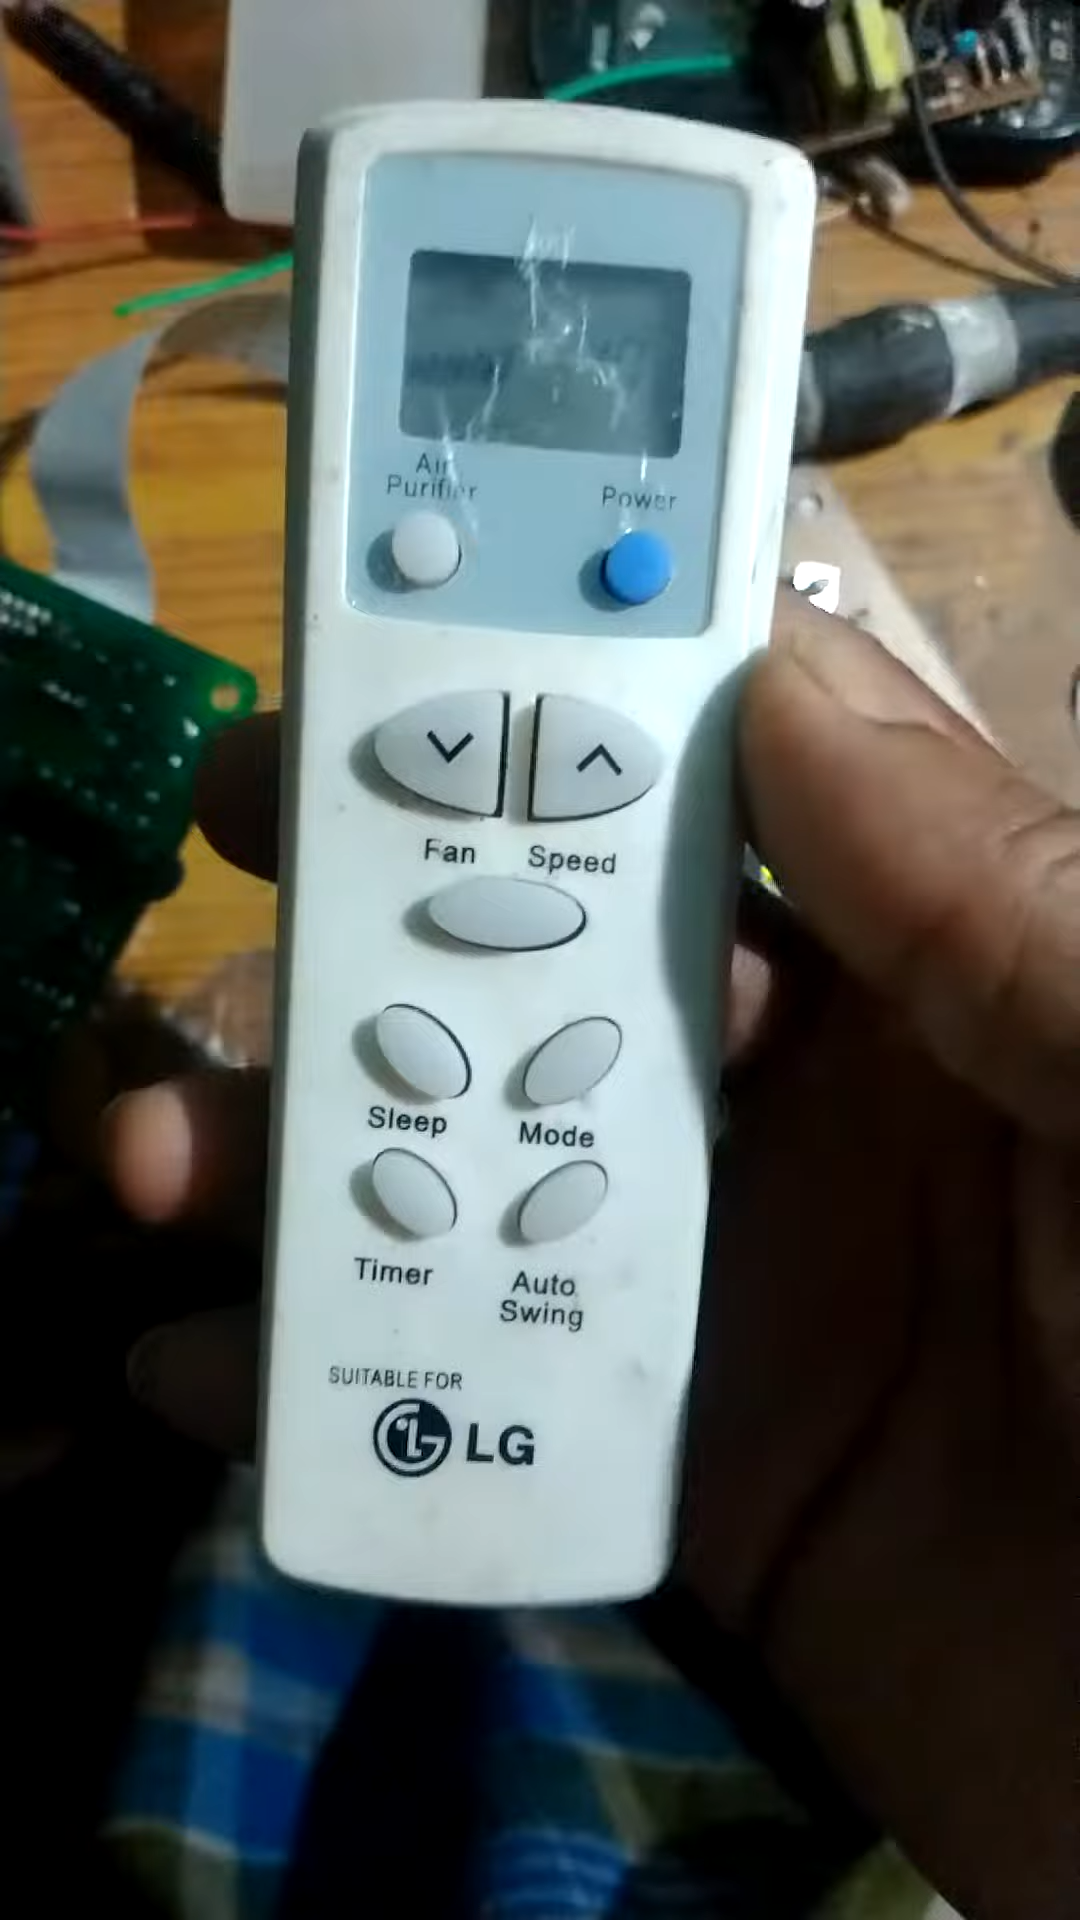 Air
Purifier
Power
Fan Speed
Sleep
Mode
Timer
Auto
Swing
SUITABLE FOR
LG